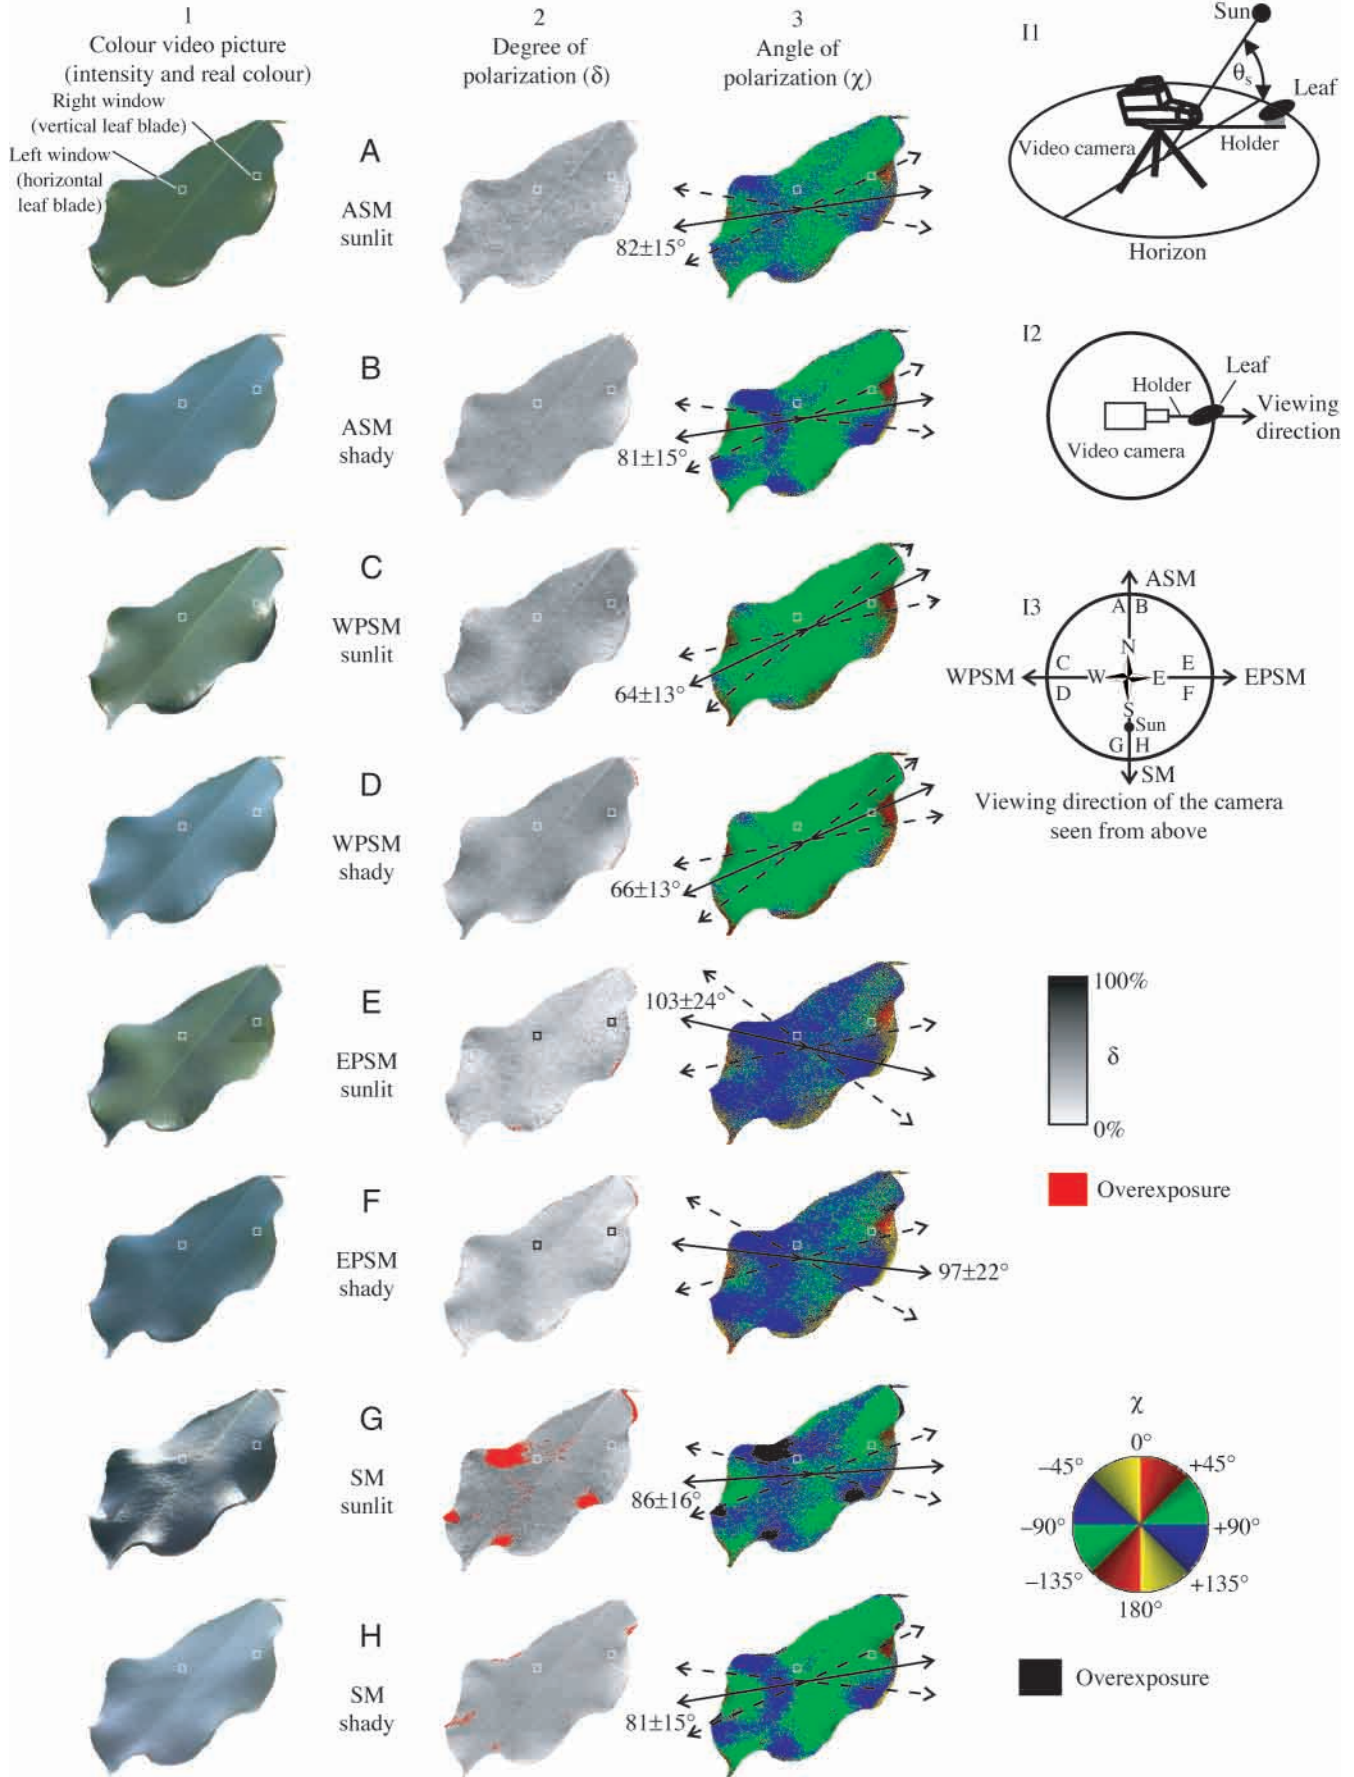 1
Colour video picture
(intensity and real colour)
Right window
(vertical leaf blade)
Left window
(horizontal
leaf blade)
2
Degree of
polarization (δ)
3
Angle of
polarization (χ)
A
ASM
sunlit
82±15°
B
ASM
shady
81±15°
C
WPSM
sunlit
64±13°
D
WPSM
shady
66±13°
E
EPSM
sunlit
103±24°
F
EPSM
shady
97±22°
G
SM
sunlit
86±16°
H
SM
shady
81±15°
I1
Sun
θs
Leaf
Video camera
Holder
Horizon
I2
Leaf
Holder
Viewing
direction
Video camera
I3
ASM
A B
N
WPSM C W E E EPSM
D F
S
Sun
G H
SM
Viewing direction of the camera
seen from above
100%
δ
0%
Overexposure
χ
0°
–45° +45°
–90° +90°
–135° +135°
180°
Overexposure